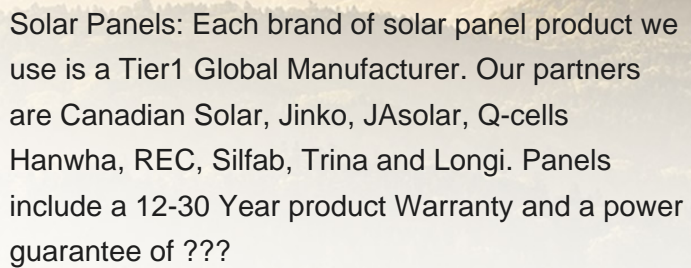 Solar Panels: Each brand of solar panel product we
use is a Tier1 Global Manufacturer. Our partners
are Canadian Solar, Jinko, JAsolar, Q-cells
Hanwha, REC, Silfab, Trina and Longi. Panels
include a 12-30 Year product Warranty and a power
guarantee of ???